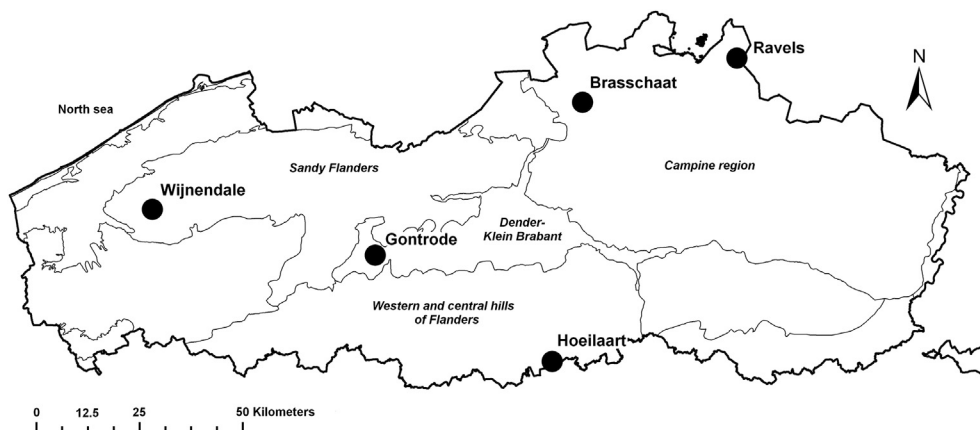 Ravels
N
Brasschaat
North sea
Sandy Flanders
Campine region
Wijnendale
Dender-
Klein Brabant
Gontrode
Western and central hills
of Flanders
Hoeilaart
0 12.5 25 50 Kilometers